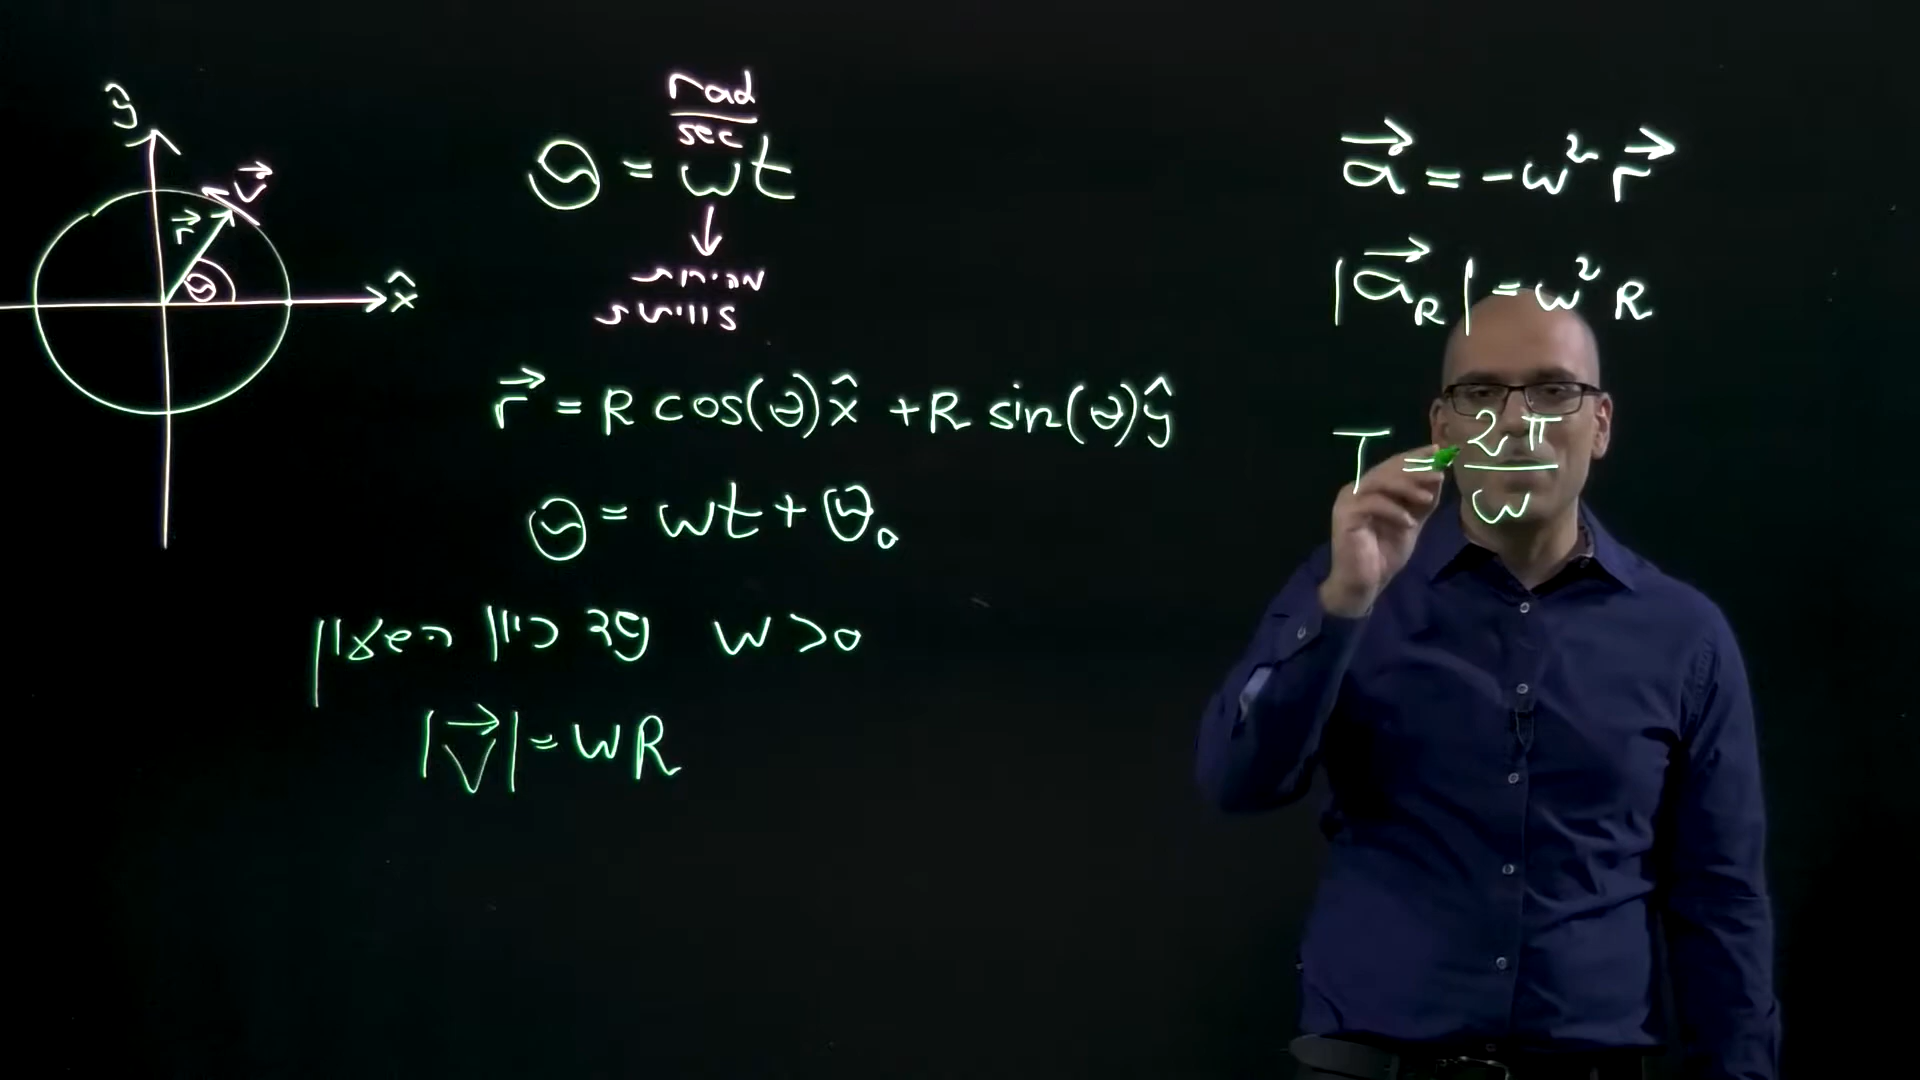 ŷ
v⃗
r⃗
θ
x̂
rad/sec
θ = ωt
↓
מהירות
זוויתית
r⃗ = R cos(θ)x̂ + R sin(θ)ŷ
θ = ωt + θ₀
ω > 0 נגד כיוון השעון
|v⃗| = ωR
a⃗ = -ω² r⃗
|a⃗_R| = ω² R
T = 2π/ω